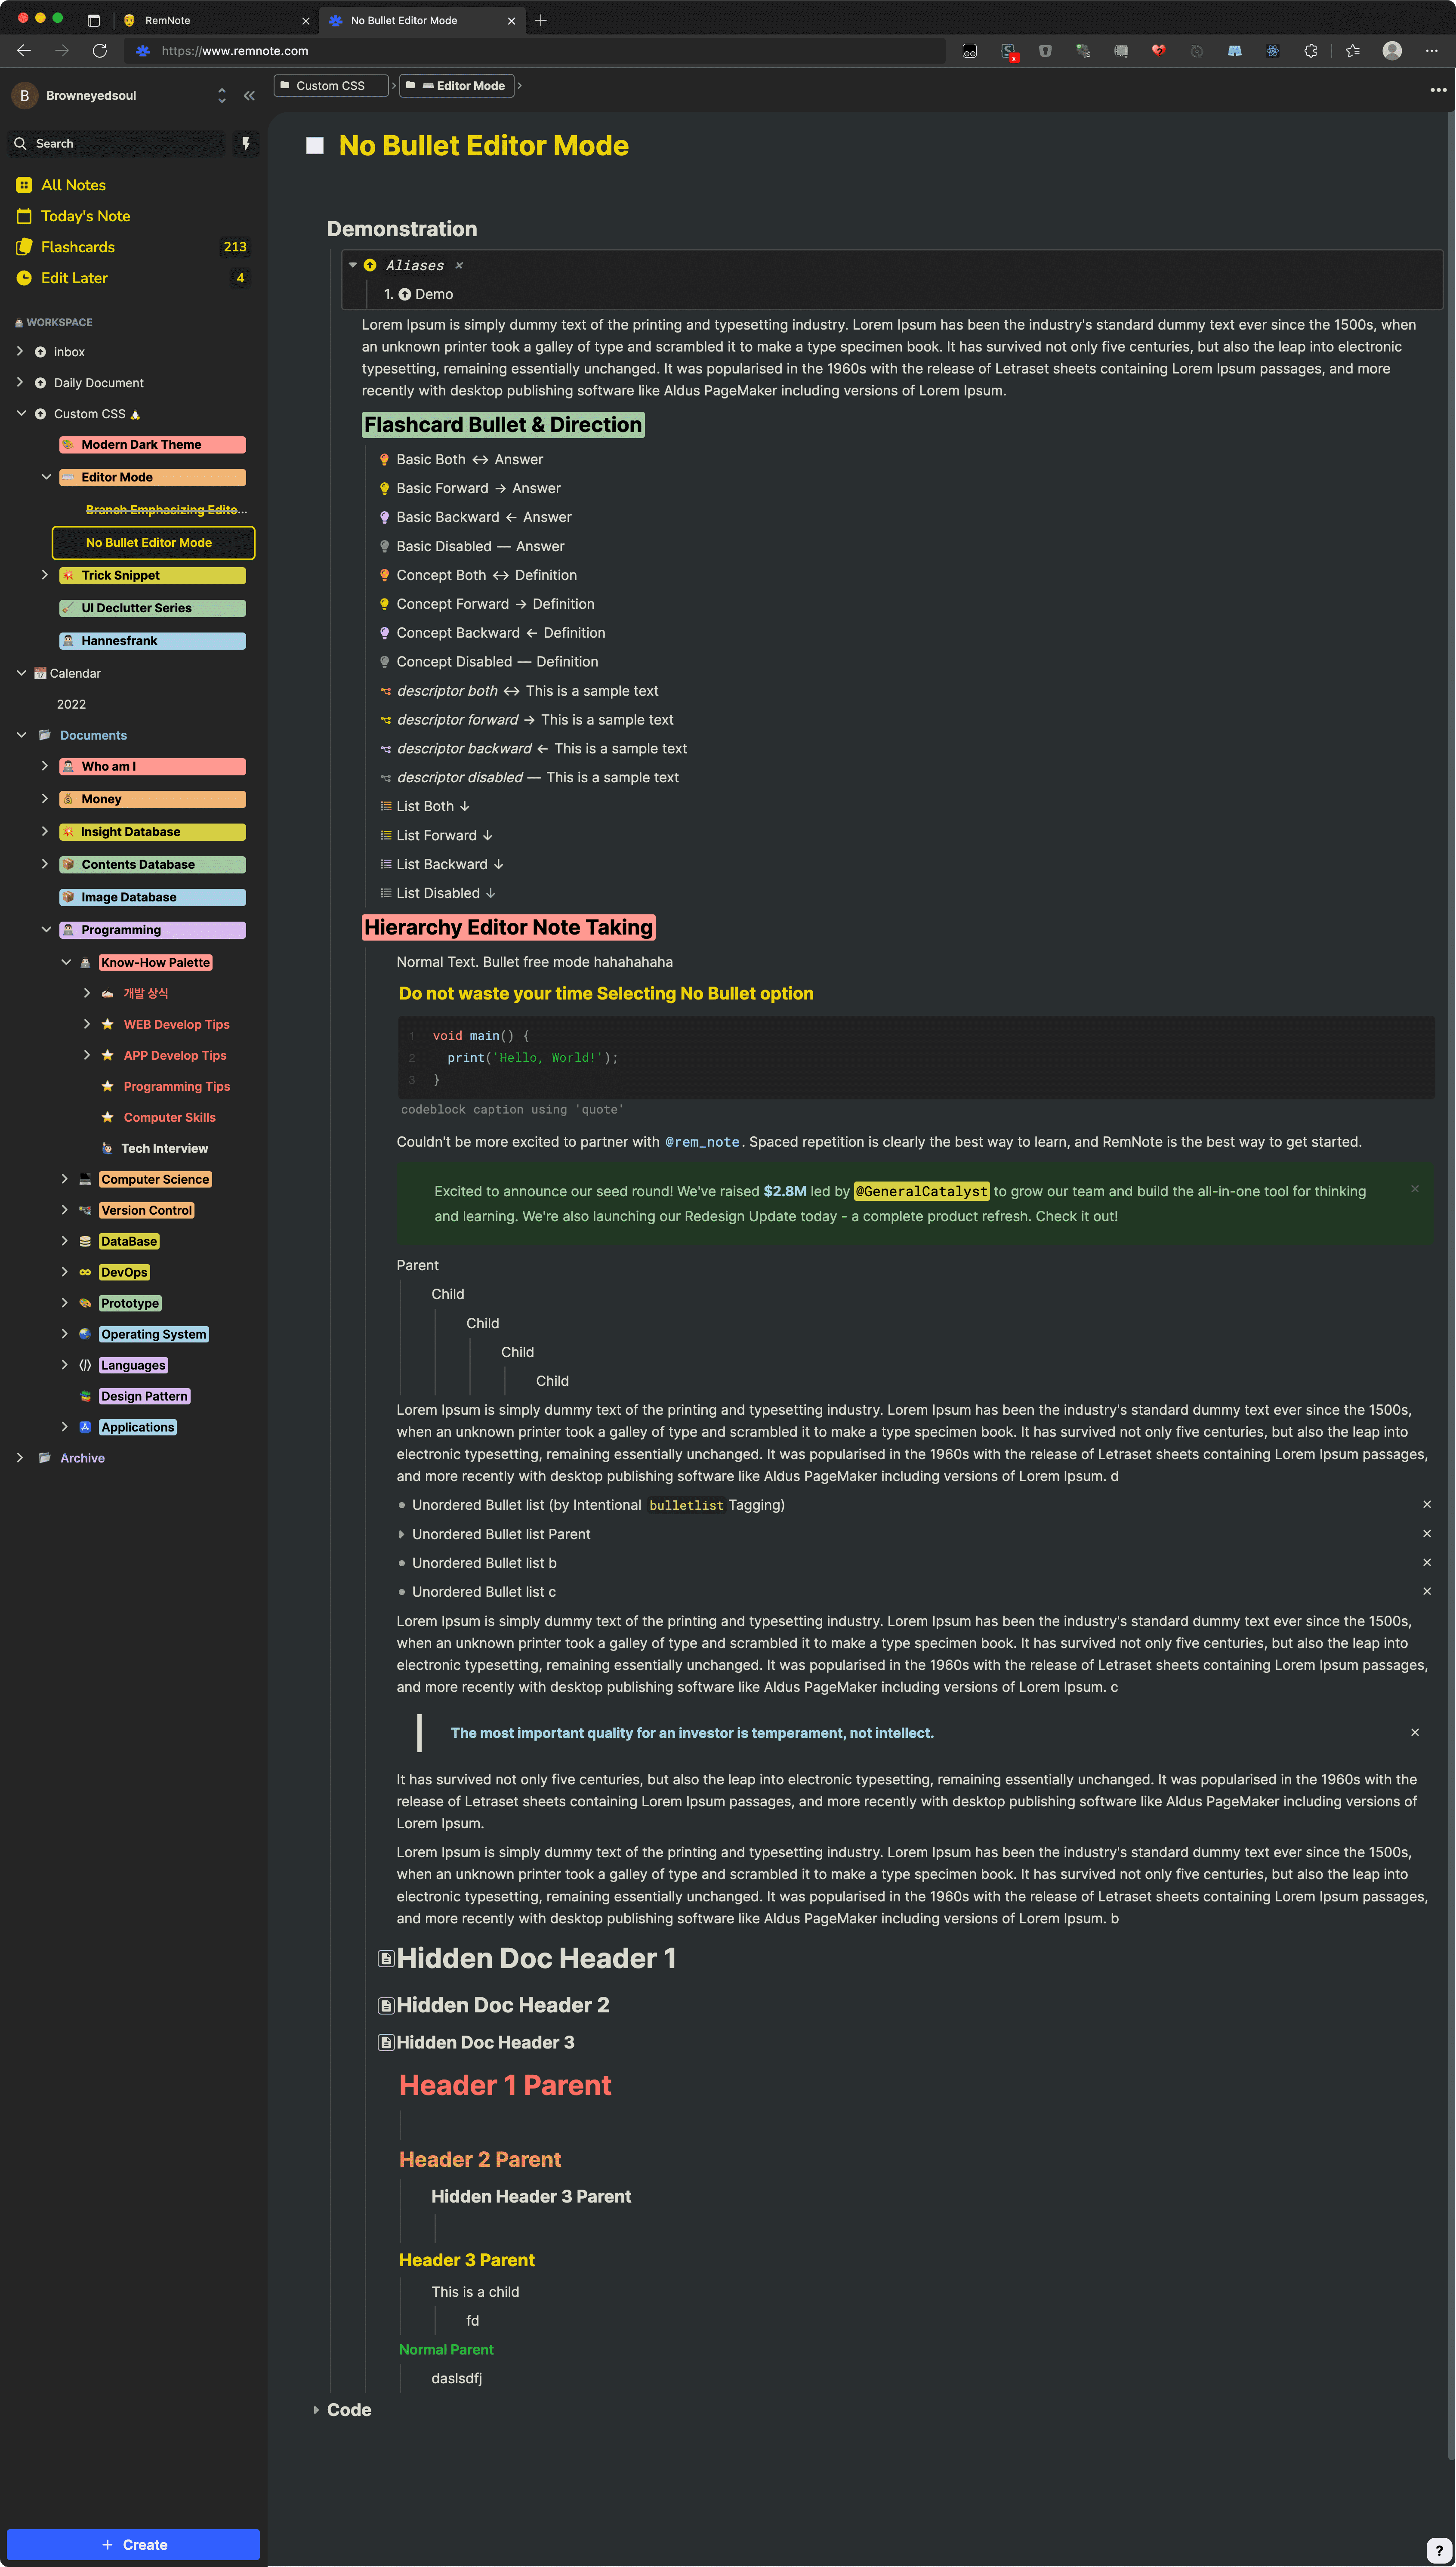 RemNote
No Bullet Editor Mode
https://www.remnote.com
B Browneyedsoul
Custom CSS
Editor Mode
Search
All Notes
Today's Note
Flashcards 213
Edit Later 4
WORKSPACE
inbox
Daily Document
Custom CSS
Modern Dark Theme
Editor Mode
Branch Emphasizing Edito...
No Bullet Editor Mode
Trick Snippet
UI Declutter Series
Hannesfrank
Calendar
2022
Documents
Who am I
Money
Insight Database
Contents Database
Image Database
Programming
Know-How Palette
개발 상식
WEB Develop Tips
APP Develop Tips
Programming Tips
Computer Skills
Tech Interview
Computer Science
Version Control
DataBase
DevOps
Prototype
Operating System
Languages
Design Pattern
Applications
Archive
+ Create
No Bullet Editor Mode
Demonstration
Aliases
1. Demo
Lorem Ipsum is simply dummy text of the printing and typesetting industry. Lorem Ipsum has been the industry's standard dummy text ever since the 1500s, when
an unknown printer took a galley of type and scrambled it to make a type specimen book. It has survived not only five centuries, but also the leap into electronic
typesetting, remaining essentially unchanged. It was popularised in the 1960s with the release of Letraset sheets containing Lorem Ipsum passages, and more
recently with desktop publishing software like Aldus PageMaker including versions of Lorem Ipsum.
Flashcard Bullet & Direction
Basic Both ↔ Answer
Basic Forward → Answer
Basic Backward ← Answer
Basic Disabled — Answer
Concept Both ↔ Definition
Concept Forward → Definition
Concept Backward ← Definition
Concept Disabled — Definition
descriptor both ↔ This is a sample text
descriptor forward → This is a sample text
descriptor backward ← This is a sample text
descriptor disabled — This is a sample text
List Both ↓
List Forward ↓
List Backward ↓
List Disabled ↓
Hierarchy Editor Note Taking
Normal Text. Bullet free mode hahahahaha
Do not waste your time Selecting No Bullet option
1 void main() {
2 print('Hello, World!');
3 }
codeblock caption using 'quote'
Couldn't be more excited to partner with @rem_note. Spaced repetition is clearly the best way to learn, and RemNote is the best way to get started.
Excited to announce our seed round! We've raised $2.8M led by @GeneralCatalyst to grow our team and build the all-in-one tool for thinking
and learning. We're also launching our Redesign Update today - a complete product refresh. Check it out!
Parent
Child
Child
Child
Child
Lorem Ipsum is simply dummy text of the printing and typesetting industry. Lorem Ipsum has been the industry's standard dummy text ever since the 1500s,
when an unknown printer took a galley of type and scrambled it to make a type specimen book. It has survived not only five centuries, but also the leap into
electronic typesetting, remaining essentially unchanged. It was popularised in the 1960s with the release of Letraset sheets containing Lorem Ipsum passages,
and more recently with desktop publishing software like Aldus PageMaker including versions of Lorem Ipsum. d
Unordered Bullet list (by Intentional bulletlist Tagging)
Unordered Bullet list Parent
Unordered Bullet list b
Unordered Bullet list c
Lorem Ipsum is simply dummy text of the printing and typesetting industry. Lorem Ipsum has been the industry's standard dummy text ever since the 1500s,
when an unknown printer took a galley of type and scrambled it to make a type specimen book. It has survived not only five centuries, but also the leap into
electronic typesetting, remaining essentially unchanged. It was popularised in the 1960s with the release of Letraset sheets containing Lorem Ipsum passages,
and more recently with desktop publishing software like Aldus PageMaker including versions of Lorem Ipsum. c
The most important quality for an investor is temperament, not intellect.
It has survived not only five centuries, but also the leap into electronic typesetting, remaining essentially unchanged. It was popularised in the 1960s with the
release of Letraset sheets containing Lorem Ipsum passages, and more recently with desktop publishing software like Aldus PageMaker including versions of
Lorem Ipsum.
Lorem Ipsum is simply dummy text of the printing and typesetting industry. Lorem Ipsum has been the industry's standard dummy text ever since the 1500s,
when an unknown printer took a galley of type and scrambled it to make a type specimen book. It has survived not only five centuries, but also the leap into
electronic typesetting, remaining essentially unchanged. It was popularised in the 1960s with the release of Letraset sheets containing Lorem Ipsum passages,
and more recently with desktop publishing software like Aldus PageMaker including versions of Lorem Ipsum. b
Hidden Doc Header 1
Hidden Doc Header 2
Hidden Doc Header 3
Header 1 Parent
Header 2 Parent
Hidden Header 3 Parent
Header 3 Parent
This is a child
fd
Normal Parent
daslsdfj
Code
?